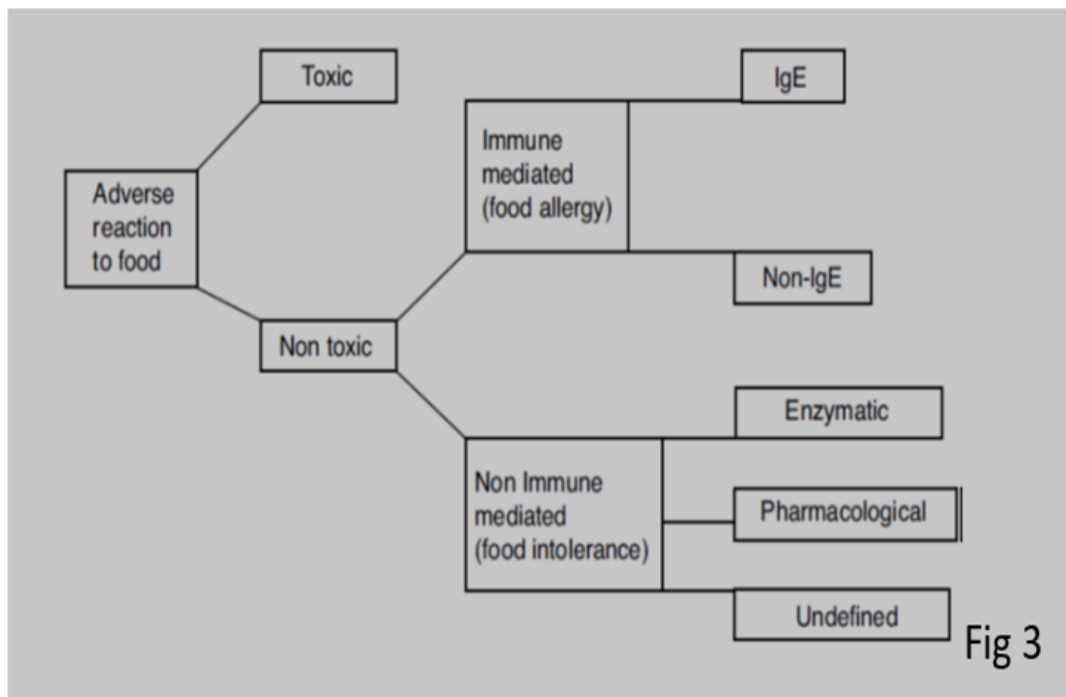 Toxic
IgE
Immune
mediated
(food allergy)
Adverse
reaction
to food
Non-IgE
Non toxic
Enzymatic
Non Immune
mediated
(food intolerance)
Pharmacological
Undefined
Fig 3